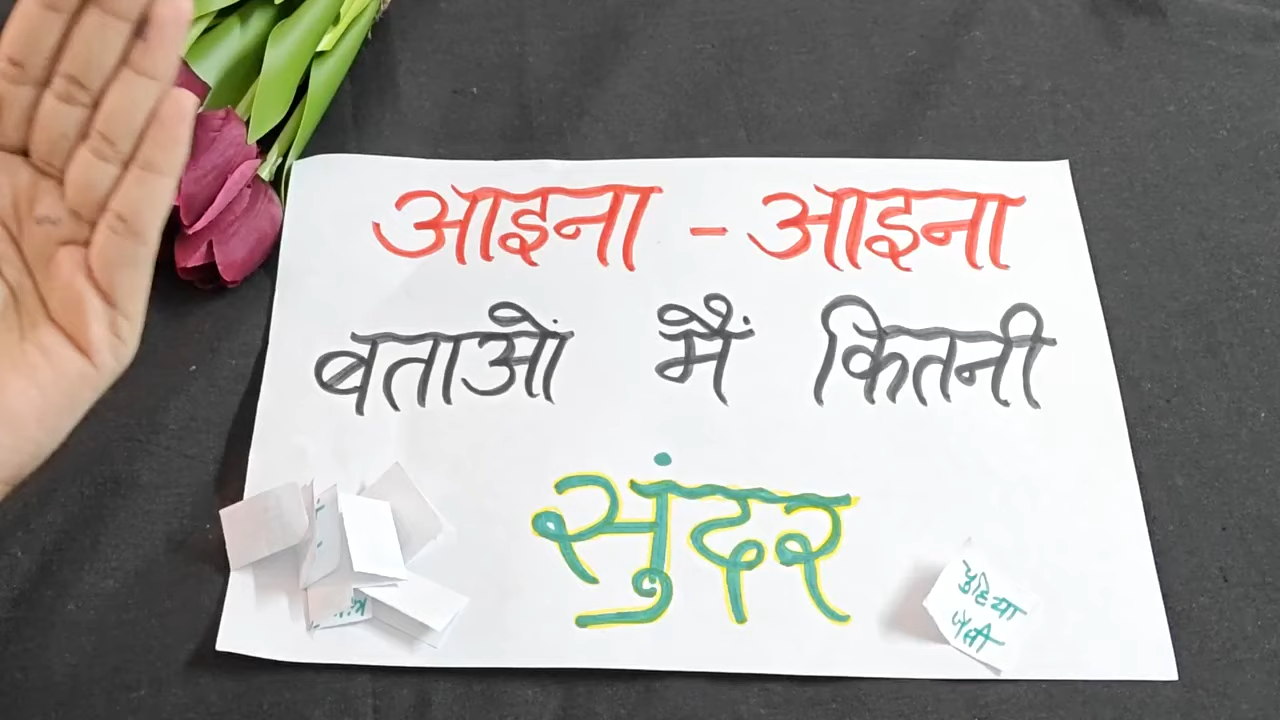 आइना - आइना
बताओं मैं कितनी
सुंदर
चुहिया
जैसी